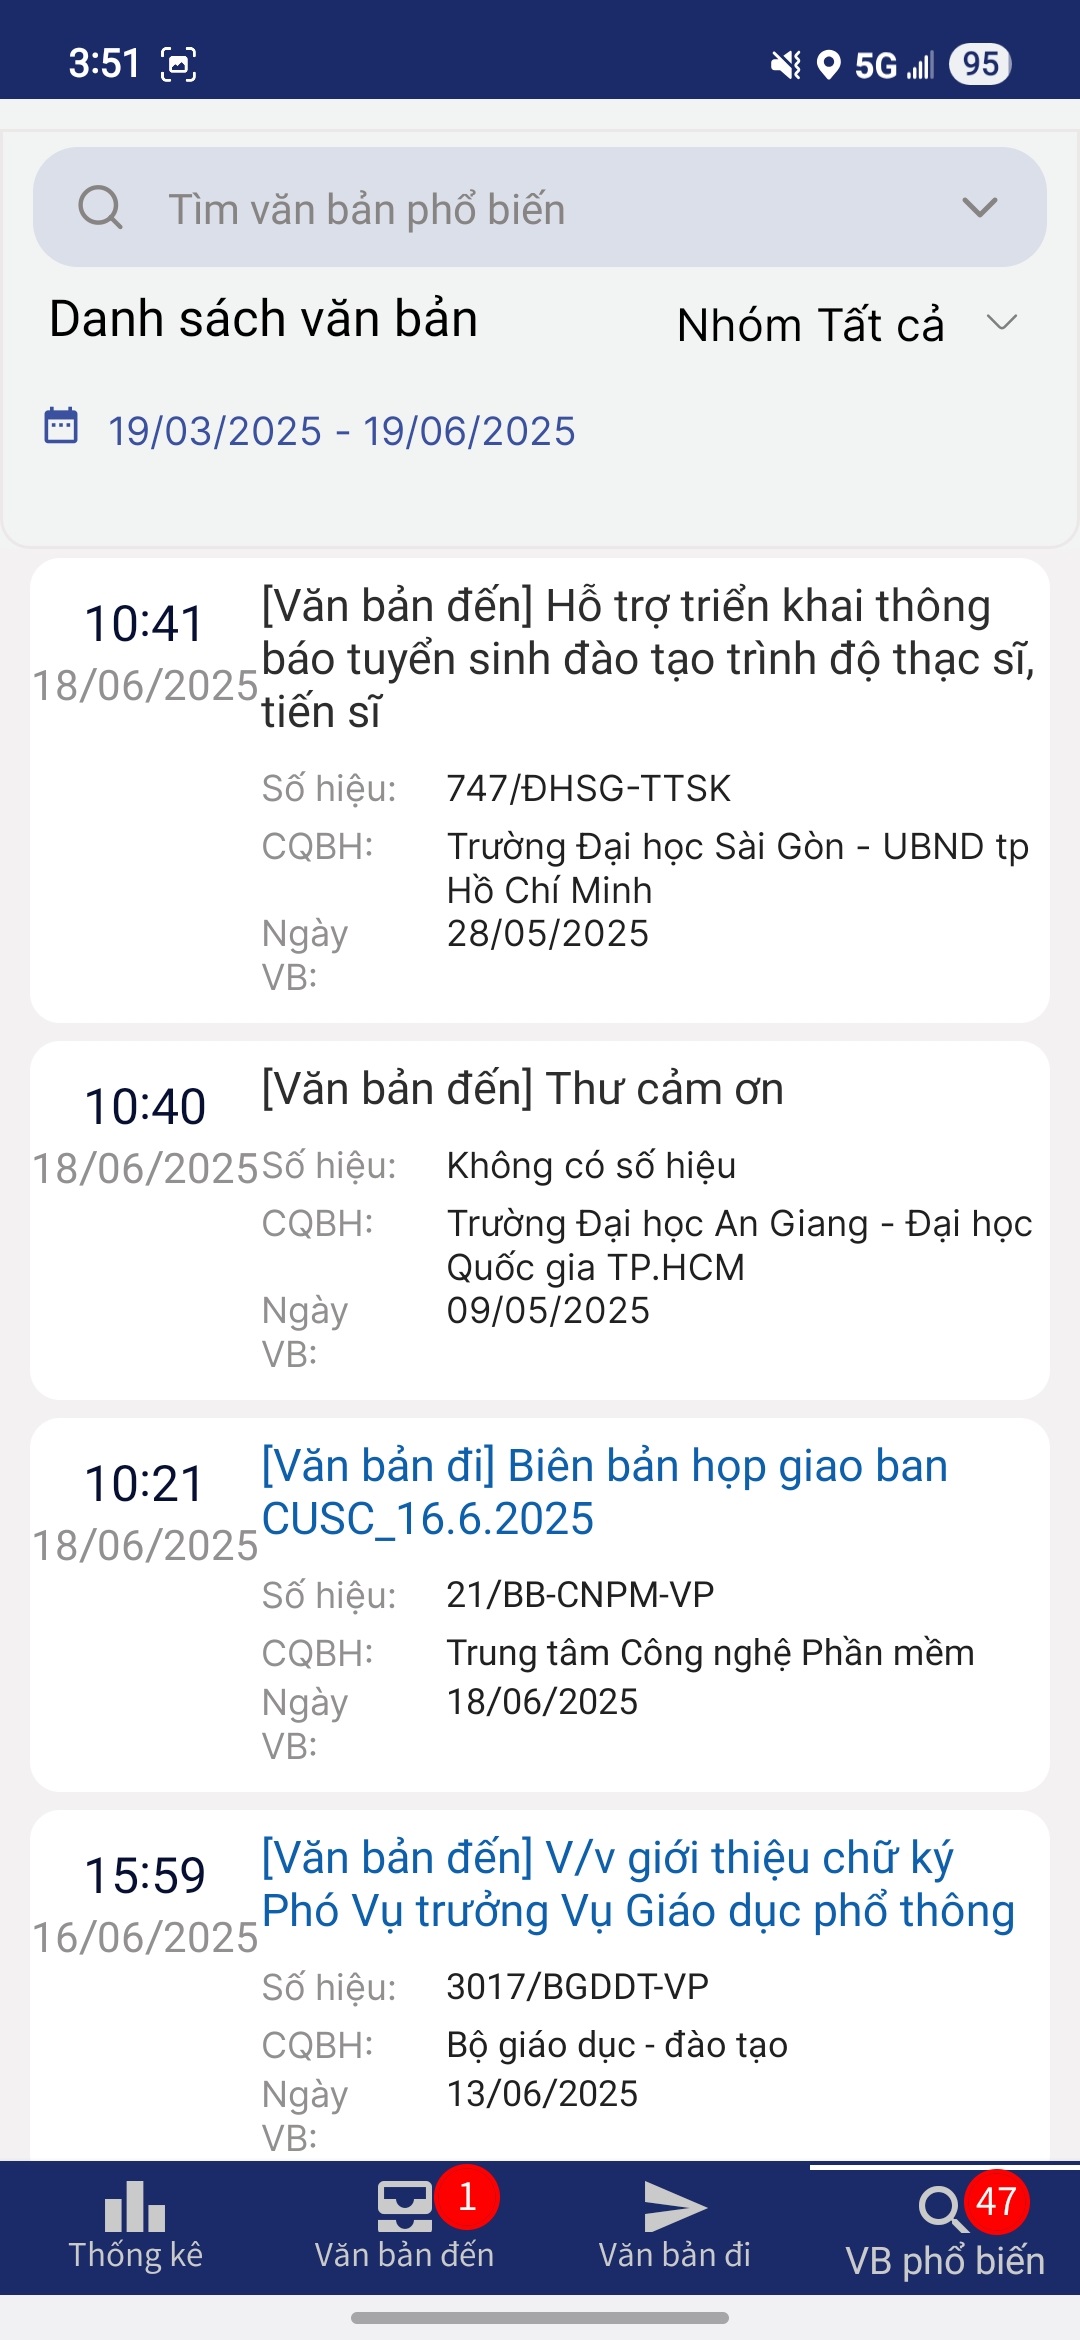 3:51 5G 95
Tìm văn bản phổ biến
Danh sách văn bản
Nhóm Tất cả
19/03/2025 - 19/06/2025
10:41
18/06/2025
[Văn bản đến] Hỗ trợ triển khai thông
báo tuyển sinh đào tạo trình độ thạc sĩ,
tiến sĩ
Số hiệu: 747/ĐHSG-TTSK
CQBH: Trường Đại học Sài Gòn - UBND tp
Hồ Chí Minh
Ngày 28/05/2025
VB:
10:40
18/06/2025
[Văn bản đến] Thư cảm ơn
Số hiệu: Không có số hiệu
CQBH: Trường Đại học An Giang - Đại học
Quốc gia TP.HCM
Ngày 09/05/2025
VB:
10:21
18/06/2025
[Văn bản đi] Biên bản họp giao ban
CUSC_16.6.2025
Số hiệu: 21/BB-CNPM-VP
CQBH: Trung tâm Công nghệ Phần mềm
Ngày 18/06/2025
VB:
15:59
16/06/2025
[Văn bản đến] V/v giới thiệu chữ ký
Phó Vụ trưởng Vụ Giáo dục phổ thông
Số hiệu: 3017/BGDDT-VP
CQBH: Bộ giáo dục - đào tạo
Ngày 13/06/2025
VB:
1
47
Thống kê
Văn bản đến
Văn bản đi
VB phổ biến